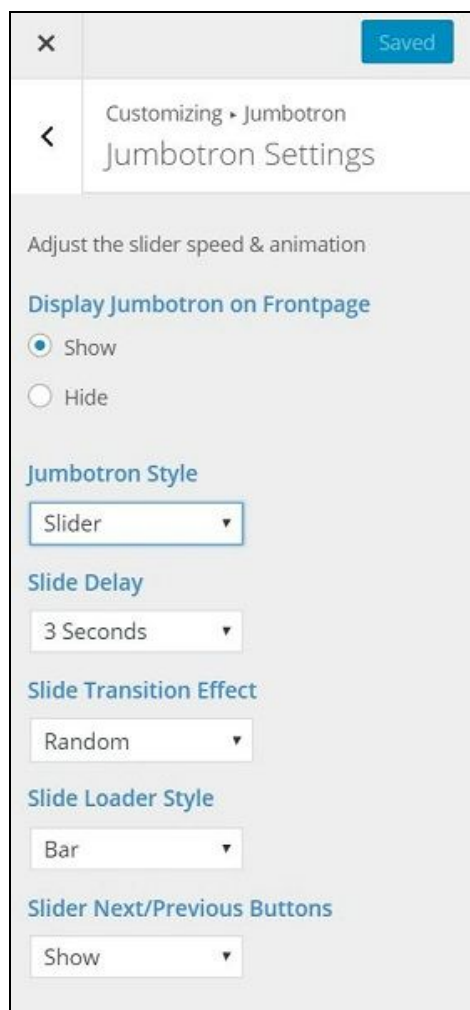 Saved
Customizing ▸ Jumbotron
Jumbotron Settings
Adjust the slider speed & animation
Display Jumbotron on Frontpage
Show
Hide
Jumbotron Style
Slider
Slide Delay
3 Seconds
Slide Transition Effect
Random
Slide Loader Style
Bar
Slider Next/Previous Buttons
Show